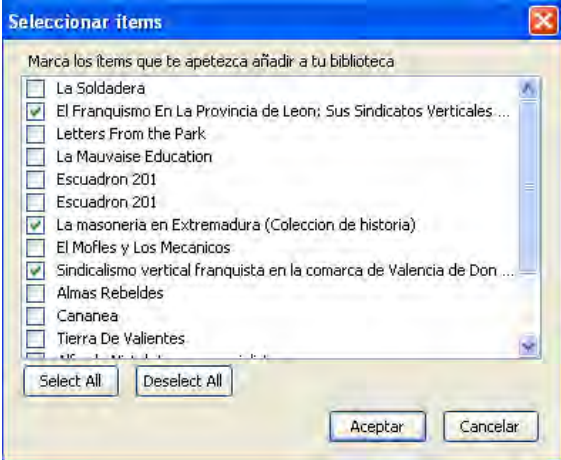 Seleccionar ítems
Marca los ítems que te apetezca añadir a tu biblioteca
La Soldadera
El Franquismo En La Provincia de Leon: Sus Sindicatos Verticales ...
Letters From the Park
La Mauvaise Education
Escuadron 201
Escuadron 201
La masoneria en Extremadura (Coleccion de historia)
El Mofles y Los Mecanicos
Sindicalismo vertical franquista en la comarca de Valencia de Don ...
Almas Rebeldes
Cananea
Tierra De Valientes
Select All
Deselect All
Aceptar
Cancelar